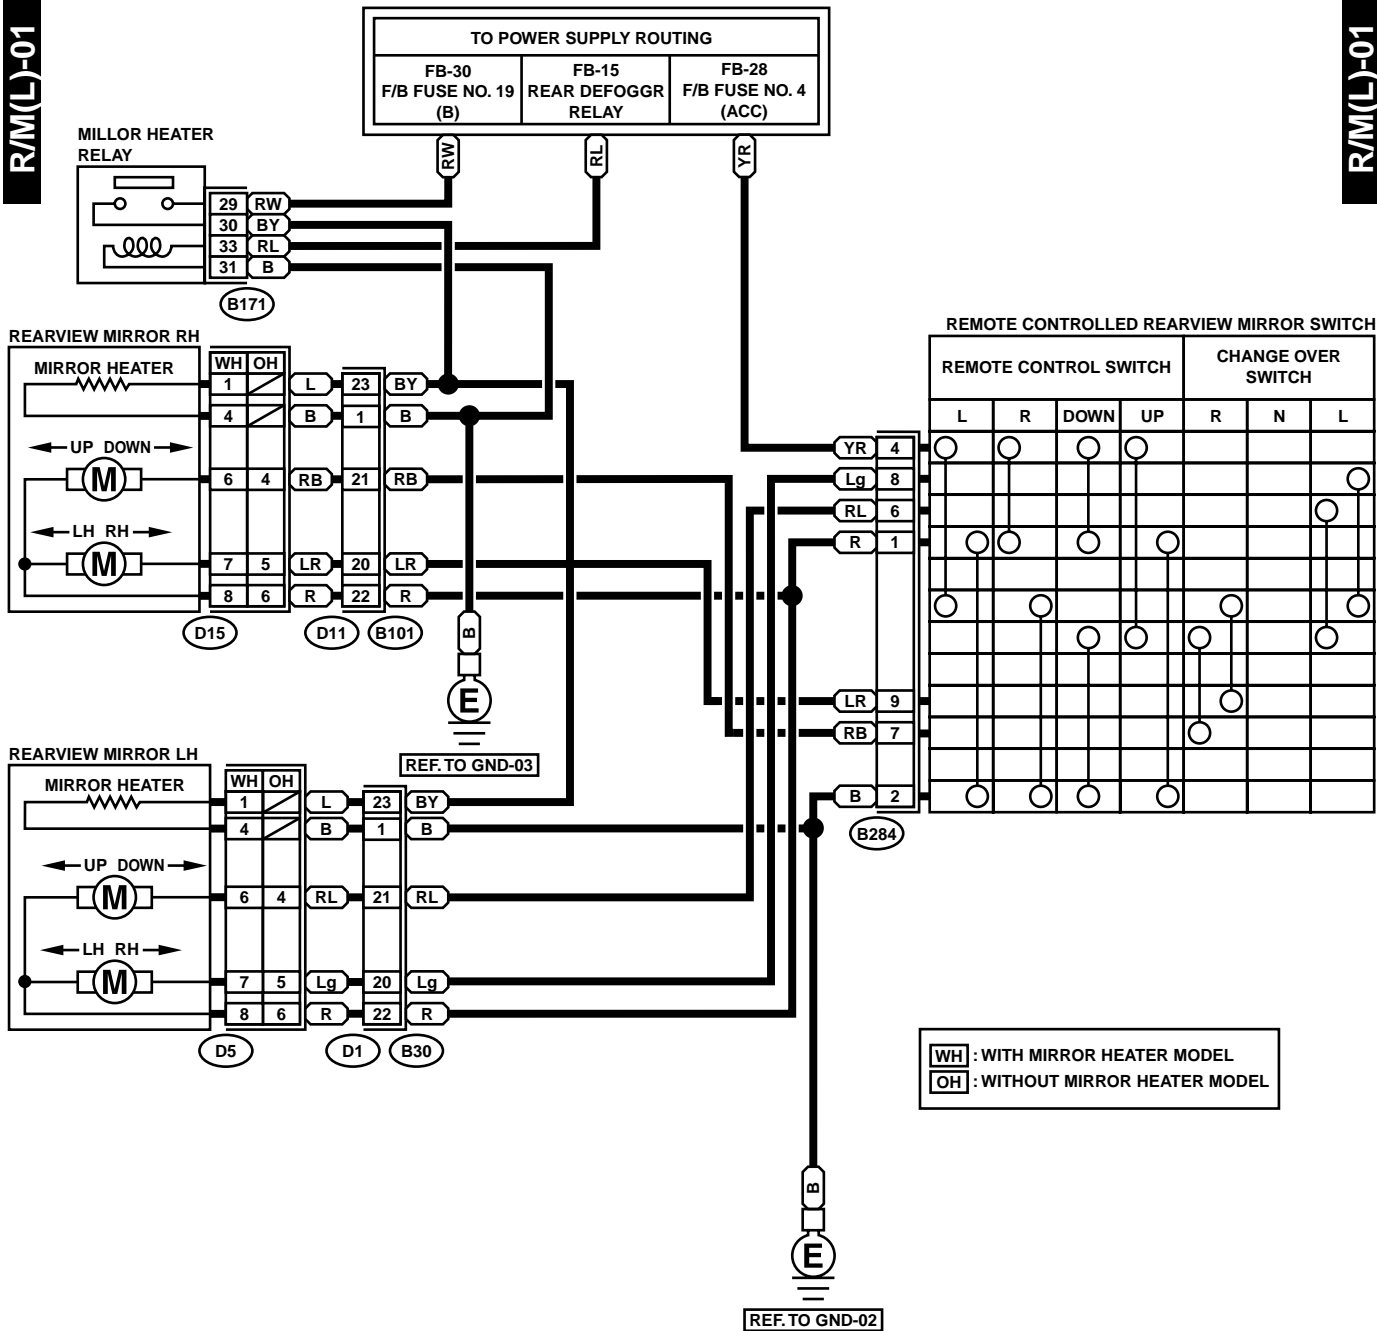 R/M(L)-01
R/M(L)-01
TO POWER SUPPLY ROUTING
FB-30
F/B FUSE NO. 19
(B)
FB-15
REAR DEFOGGR
RELAY
FB-28
F/B FUSE NO. 4
(ACC)
RW
RL
YR
MILLOR HEATER
RELAY
29 RW
30 BY
33 RL
31 B
B171
REARVIEW MIRROR RH
MIRROR HEATER
WH OH
1 L 23 BY
4 B 1 B
UP DOWN
M
6 4 RB 21 RB
LH RH
M
7 5 LR 20 LR
8 6 R 22 R
D15
D11
B101
B
E
REF. TO GND-03
REMOTE CONTROLLED REARVIEW MIRROR SWITCH
REMOTE CONTROL SWITCH
CHANGE OVER
SWITCH
L R DOWN UP R N L
YR 4
Lg 8
RL 6
R 1
LR 9
RB 7
B 2
B284
REARVIEW MIRROR LH
MIRROR HEATER
WH OH
1 L 23 BY
4 B 1 B
UP DOWN
M
6 4 RL 21 RL
LH RH
M
7 5 Lg 20 Lg
8 6 R 22 R
D5
D1
B30
WH : WITH MIRROR HEATER MODEL
OH : WITHOUT MIRROR HEATER MODEL
B
E
REF. TO GND-02